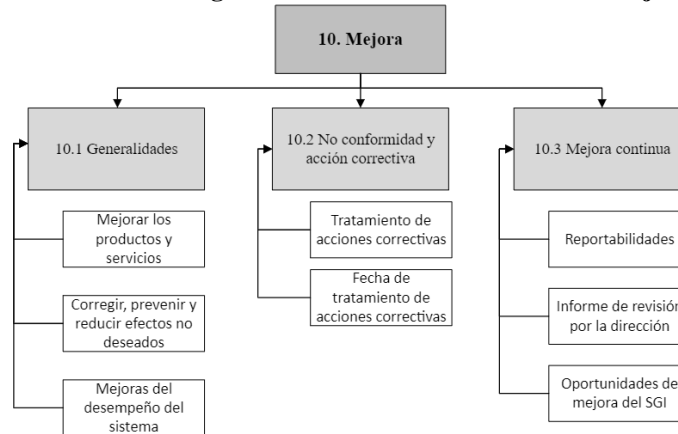 10. Mejora
10.1 Generalidades
10.2 No conformidad y
acción correctiva
10.3 Mejora continua
Mejorar los
productos y
servicios
Corregir, prevenir y
reducir efectos no
deseados
Mejoras del
desempeño del
sistema
Tratamiento de
acciones correctivas
Fecha de
tratamiento de
acciones correctivas
Reportabilidades
Informe de revisión
por la dirección
Oportunidades de
mejora del SGI